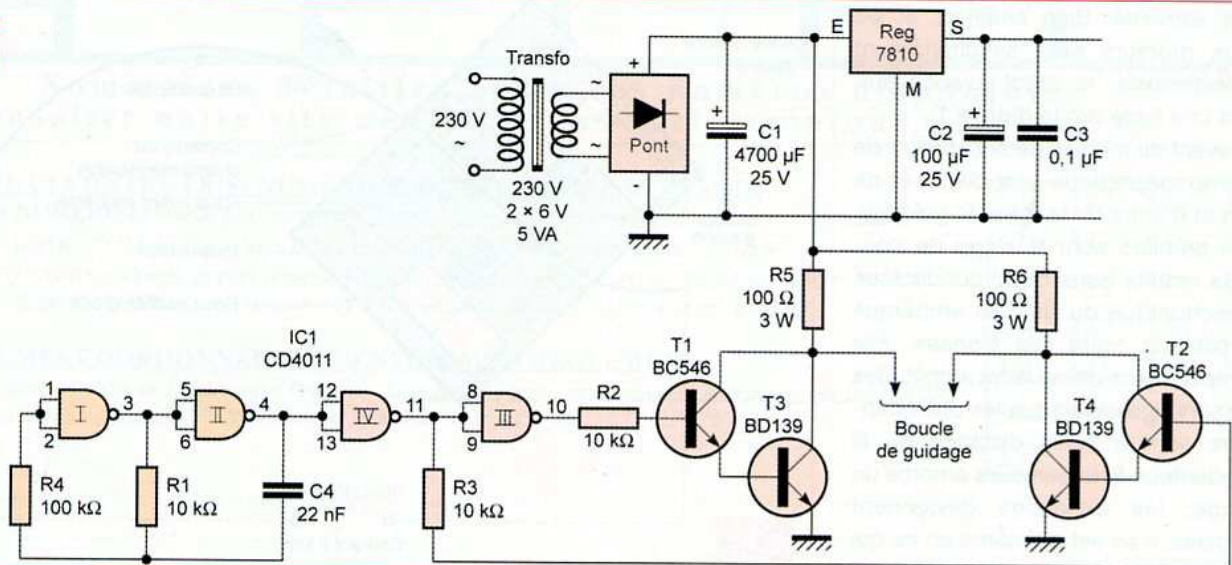 E
Reg
7810
S
M
Transfo
230 V
~
230 V
2 × 6 V
5 VA
~
~
+
Pont
-
+
C1
4700 µF
25 V
+
C2
100 µF
25 V
C3
0,1 µF
R5
100 Ω
3 W
R6
100 Ω
3 W
IC1
CD4011
1
2
I
3
5
6
II
4
12
13
IV
11
8
9
III
10
R2
10 kΩ
T1
BC546
T3
BD139
Boucle
de guidage
T4
BD139
T2
BC546
R4
100 kΩ
R1
10 kΩ
C4
22 nF
R3
10 kΩ